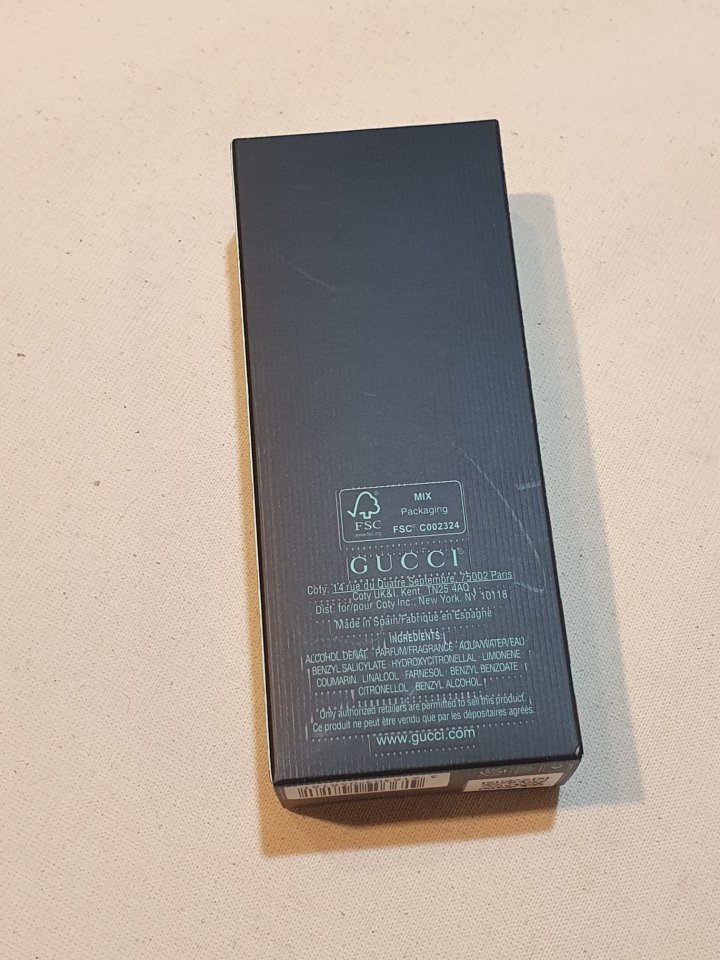 FSC
www.fsc.org
MIX
Packaging
FSC® C002324
GUCCI®
Coty, 14 rue du Quatre Septembre, 75002 Paris
Coty UK&I, Kent, TN25 4AQ
Dist. for/pour Coty Inc., New York, NY 10118
Made in Spain/Fabriqué en Espagne
INGREDIENTS:
ALCOHOL DENAT. · PARFUM/FRAGRANCE · AQUA/WATER/EAU
BENZYL SALICYLATE · HYDROXYCITRONELLAL · LIMONENE
COUMARIN · LINALOOL · FARNESOL · BENZYL BENZOATE ·
CITRONELLOL · BENZYL ALCOHOL.
Only authorized retailers are permitted to sell this product.
Ce produit ne peut être vendu que par les dépositaires agréés.
www.gucci.com